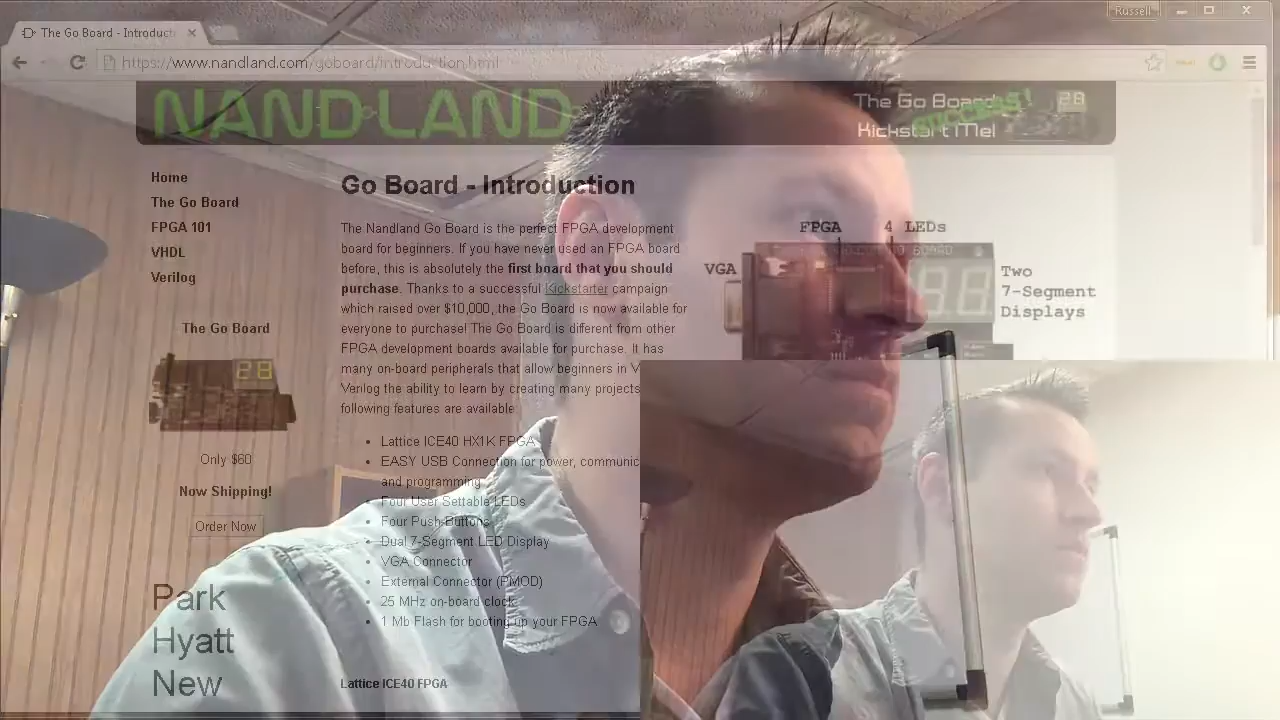 Russell
The Go Board - Introduct
https://www.nandland.com/goboard/introduction.html
NANDLAND
The Go Board
Kickstart Me!
SUCCESS!
28
Home
The Go Board
FPGA 101
VHDL
Verilog
The Go Board
28
Only $60
Now Shipping!
Order Now
Park
Hyatt
New
Go Board - Introduction
The Nandland Go Board is the perfect FPGA development
board for beginners. If you have never used an FPGA board
before, this is absolutely the first board that you should
purchase. Thanks to a successful Kickstarter campaign
which raised over $10,000, the Go Board is now available for
everyone to purchase! The Go Board is different from other
FPGA development boards available for purchase. It has
many on-board peripherals that allow beginners in V
Verilog the ability to learn by creating many projects
following features are available:
Lattice ICE40 HX1K FPGA
EASY USB Connection for power, communic
and programming
Four User Settable LEDs
Four Push-Buttons
Dual 7-Segment LED Display
VGA Connector
External Connector (PMOD)
25 MHz on-board clock
1 Mb Flash for booting up your FPGA
Lattice ICE40 FPGA
FPGA 4 LEDs
VGA
Two
7-Segment
Displays
BOARD
88